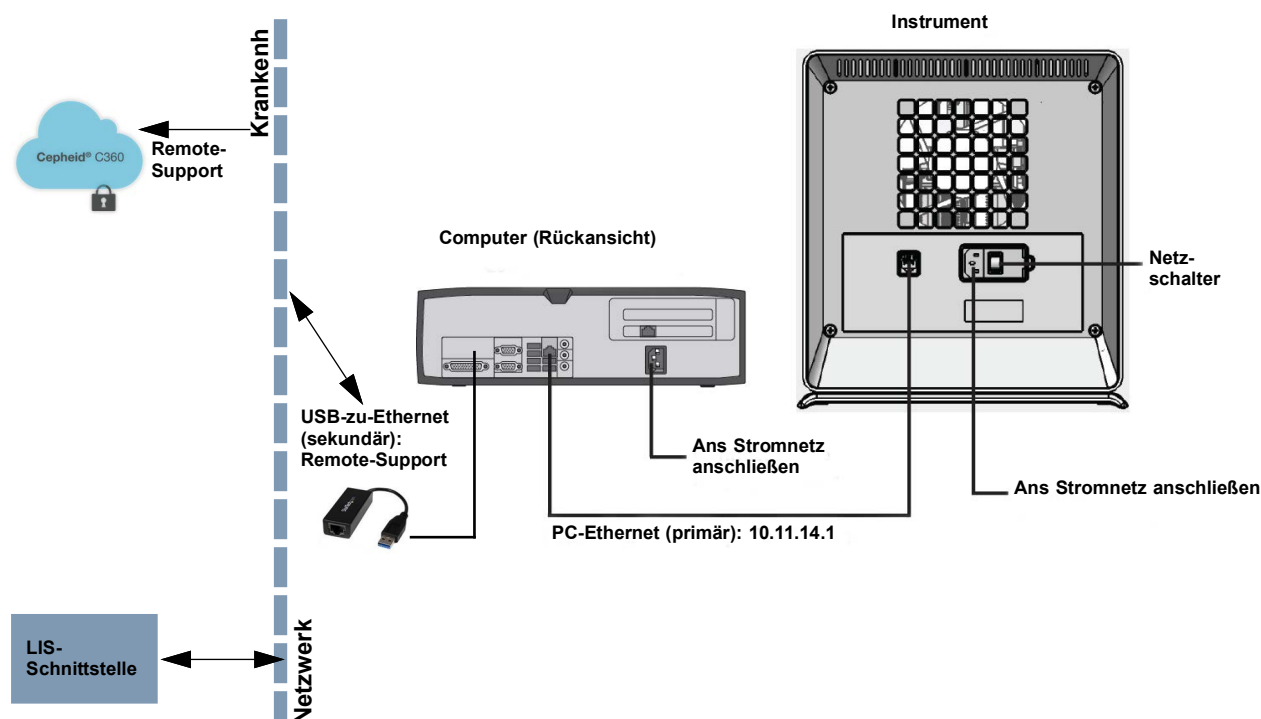 Instrument
Krankenh
Cepheid® C360
Remote-
Support
Computer (Rückansicht)
Netz-
schalter
USB-zu-Ethernet
(sekundär):
Remote-Support
Ans Stromnetz
anschließen
Ans Stromnetz anschließen
PC-Ethernet (primär): 10.11.14.1
LIS-
Schnittstelle
Netzwerk